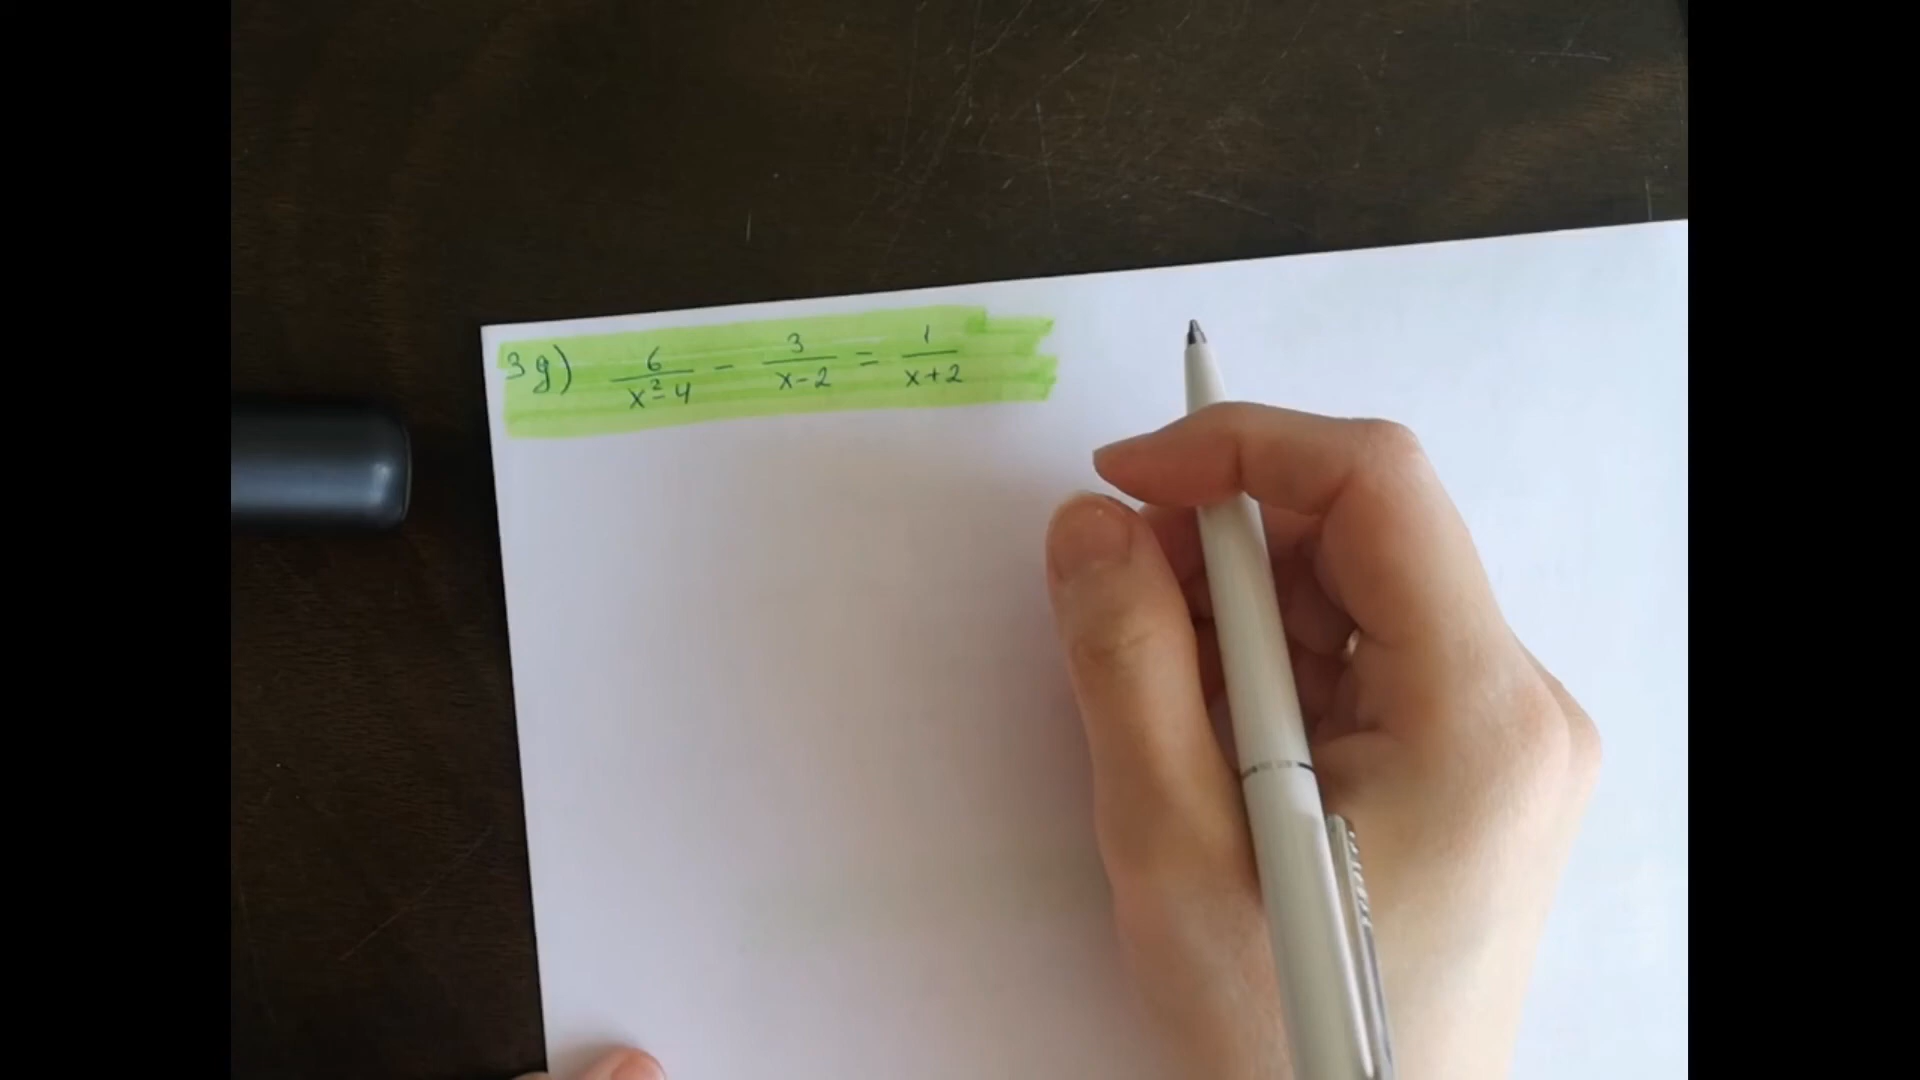 3g) 6/(x²-4) - 3/(x-2) = 1/(x+2)